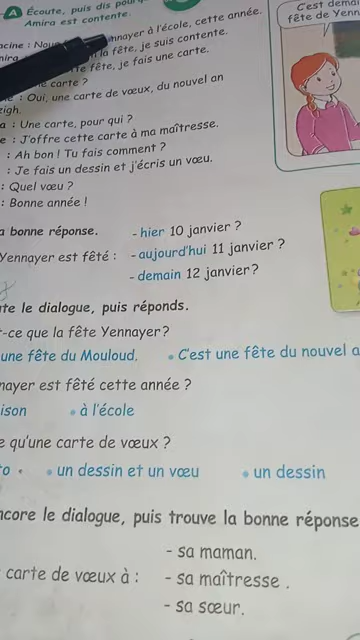 A Écoute, puis dis
Amira est contente.
à l'école, cette année.
la fête, je suis contente.
fête, je fais une carte.
carte ?
: Oui, une carte de vœux, du nouvel an
: Une carte, pour qui ?
: J'offre cette carte à ma maîtresse.
: Ah bon ! Tu fais comment ?
: Je fais un dessin et j'écris un vœu.
: Quel vœu ?
: Bonne année !
C'est
fête de Yenn
bonne réponse.
- hier 10 janvier ?
Yennayer est fêté :
- aujourd'hui 11 janvier ?
- demain 12 janvier?
le dialogue, puis réponds.
-ce que la fête Yennayer?
une fête du Mouloud.
• C'est une fête du nouvel a
nayer est fêté cette année ?
ison
• à l'école
qu'une carte de vœux ?
• un dessin et un vœu
• un dessin
ncore le dialogue, puis trouve la bonne réponse
- sa maman.
carte de vœux à :
- sa maîtresse .
- sa sœur.